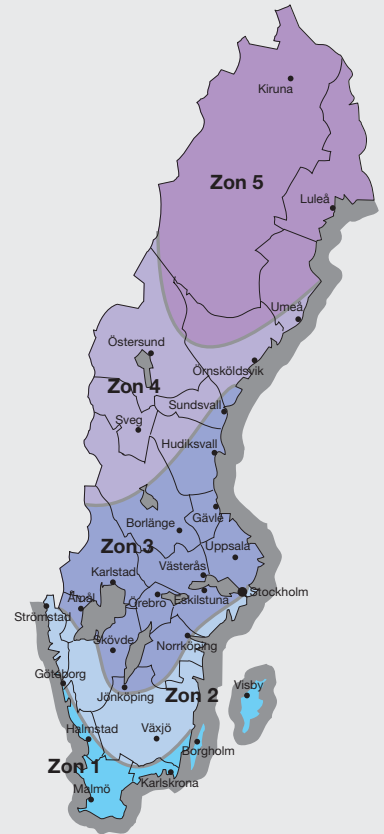 Kiruna
Zon 5
Luleå
Umeå
Östersund
Örnsköldsvik
Zon 4
Sundsvall
Sveg
Hudiksvall
Gävle
Borlänge
Zon 3
Uppsala
Västerås
Karlstad
Stockholm
Åmål
Örebro
Eskilstuna
Strömstad
Skövde
Norrköping
Göteborg
Visby
Jönköping
Zon 2
Halmstad
Växjö
Borgholm
Zon 1
Karlskrona
Malmö